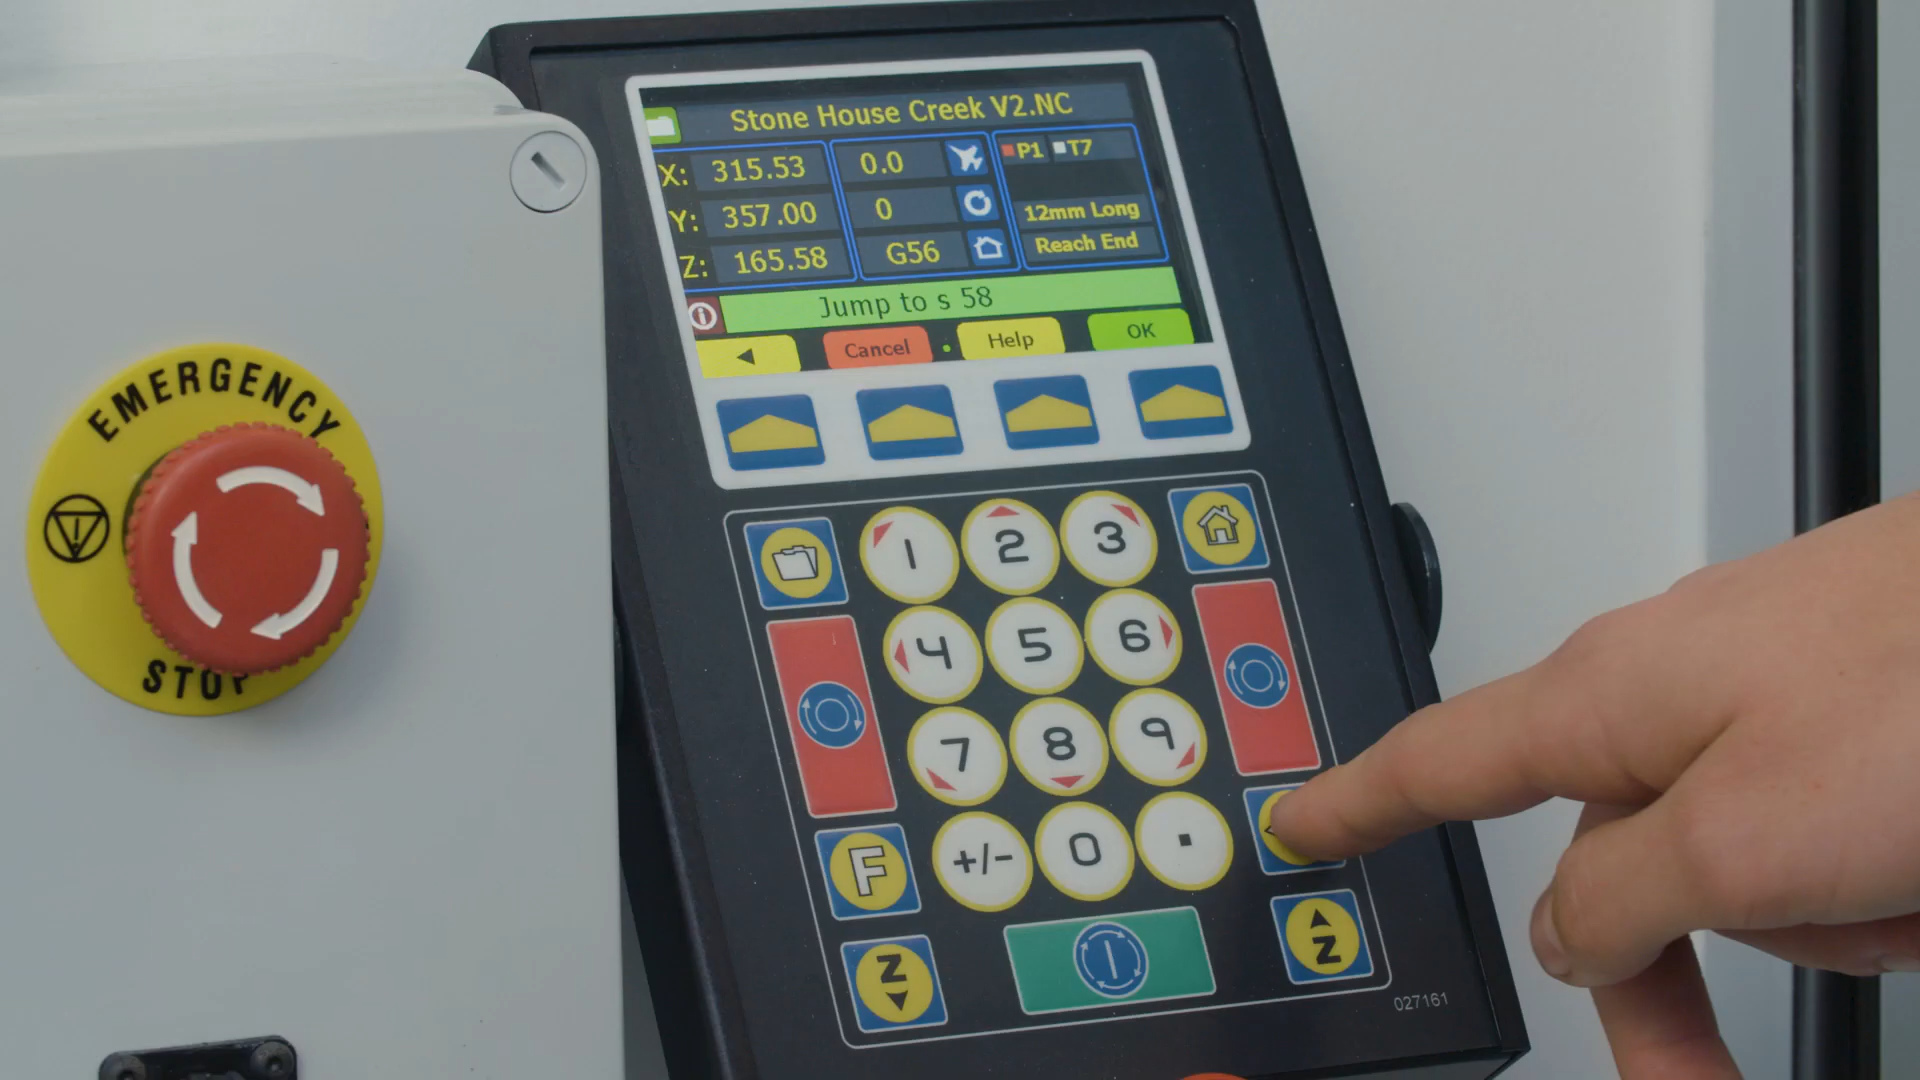 Stone House Creek V2.NC
X: 315.53 0.0 P1 T7
Y: 357.00 0 12mm Long
Z: 165.58 G56 Reach End
Jump to s 58
Cancel Help OK
EMERGENCY
STOP
1 2 3
4 5 6
7 8 9
F +/- 0 .
Z Z
027161